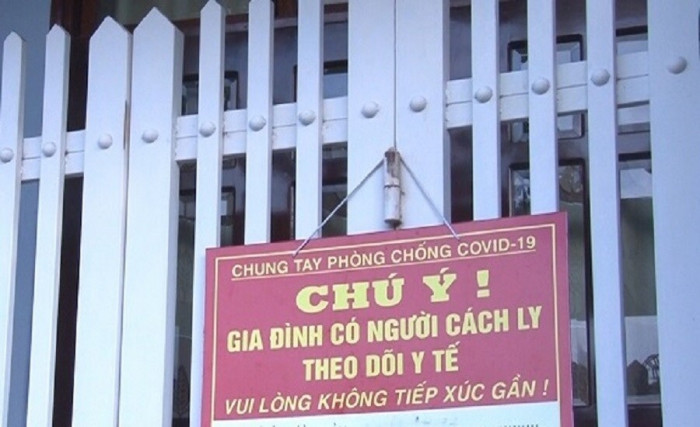 CHUNG TAY PHÒNG CHỐNG COVID-19
CHÚ Ý !
GIA ĐÌNH CÓ NGƯỜI CÁCH LY
THEO DÕI Y TẾ
VUI LÒNG KHÔNG TIẾP XÚC GẦN !